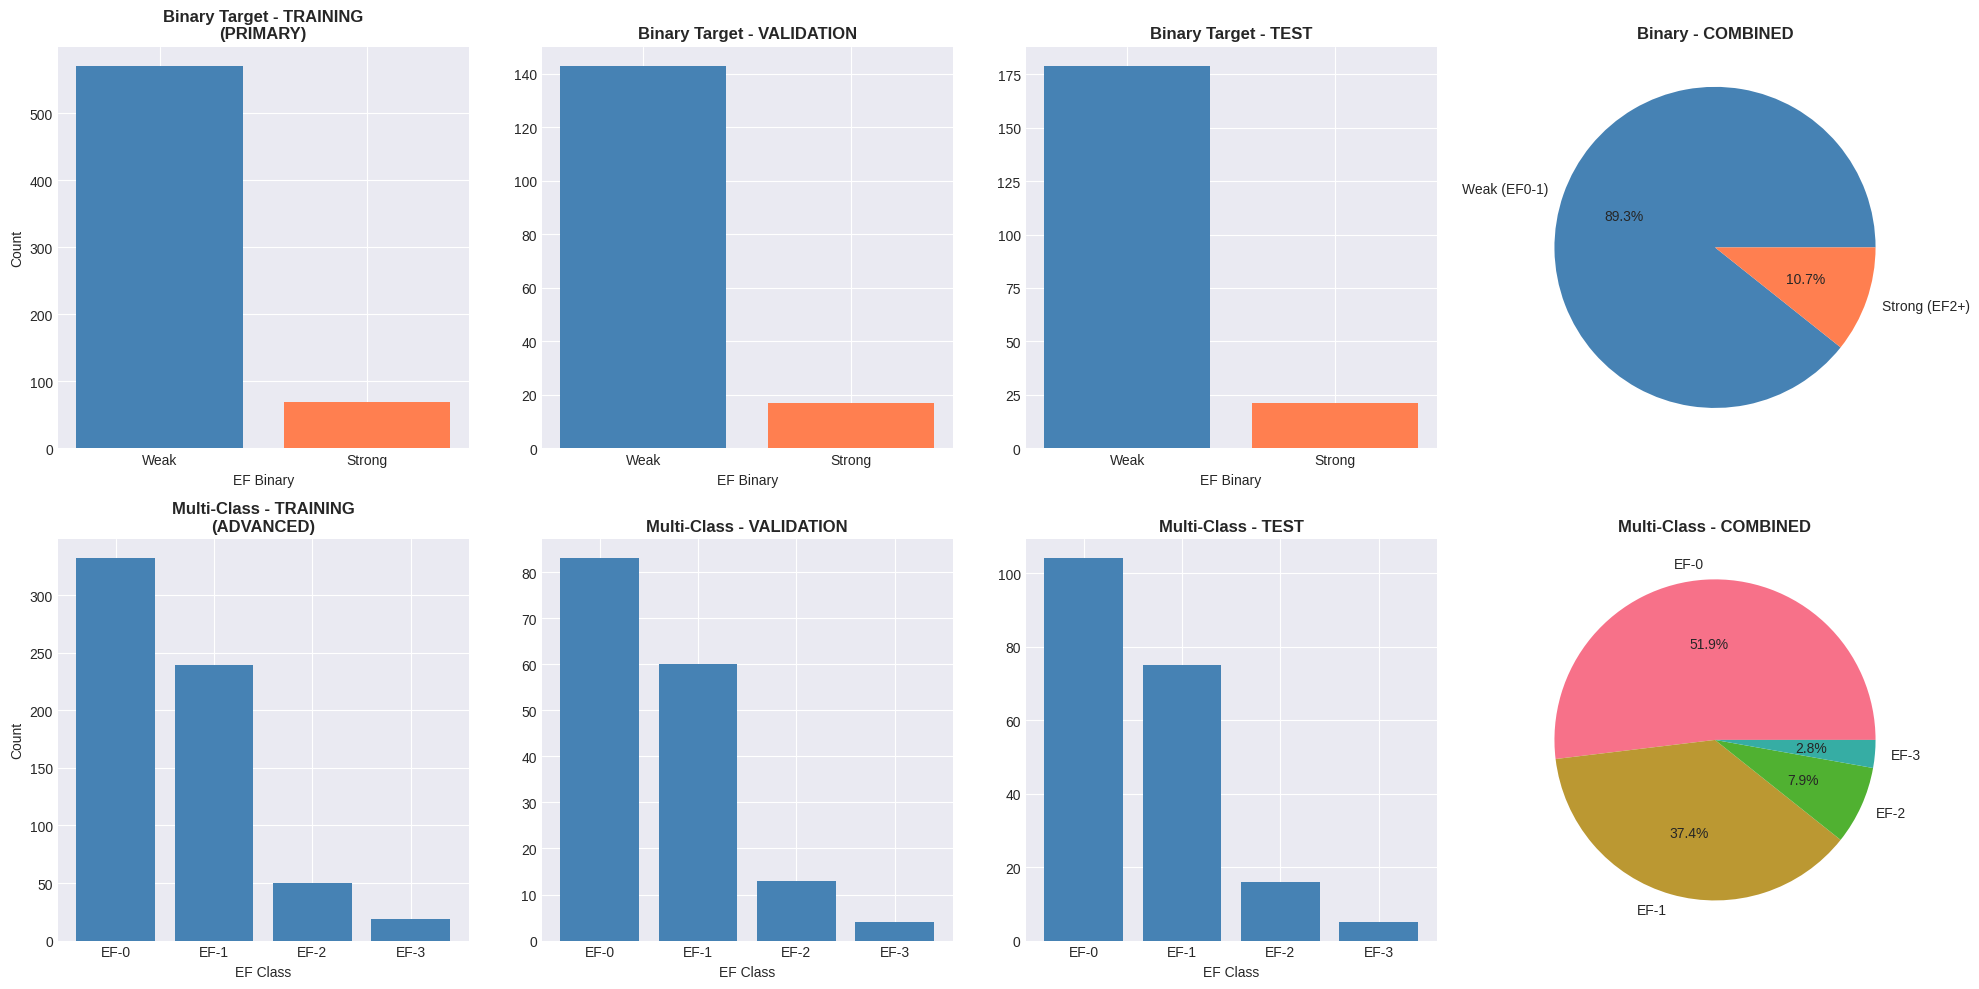 Binary Target - TRAINING
(PRIMARY)
Count
500
400
300
200
100
0
Weak
Strong
EF Binary
Binary Target - VALIDATION
140
120
100
80
60
40
20
0
Weak
Strong
EF Binary
Binary Target - TEST
175
150
125
100
75
50
25
0
Weak
Strong
EF Binary
Binary - COMBINED
Weak (EF0-1)
89.3%
10.7%
Strong (EF2+)
Multi-Class - TRAINING
(ADVANCED)
Count
300
250
200
150
100
50
0
EF-0
EF-1
EF-2
EF-3
EF Class
Multi-Class - VALIDATION
80
70
60
50
40
30
20
10
0
EF-0
EF-1
EF-2
EF-3
EF Class
Multi-Class - TEST
100
80
60
40
20
0
EF-0
EF-1
EF-2
EF-3
EF Class
Multi-Class - COMBINED
EF-0
51.9%
2.8%
EF-3
7.9%
EF-2
37.4%
EF-1